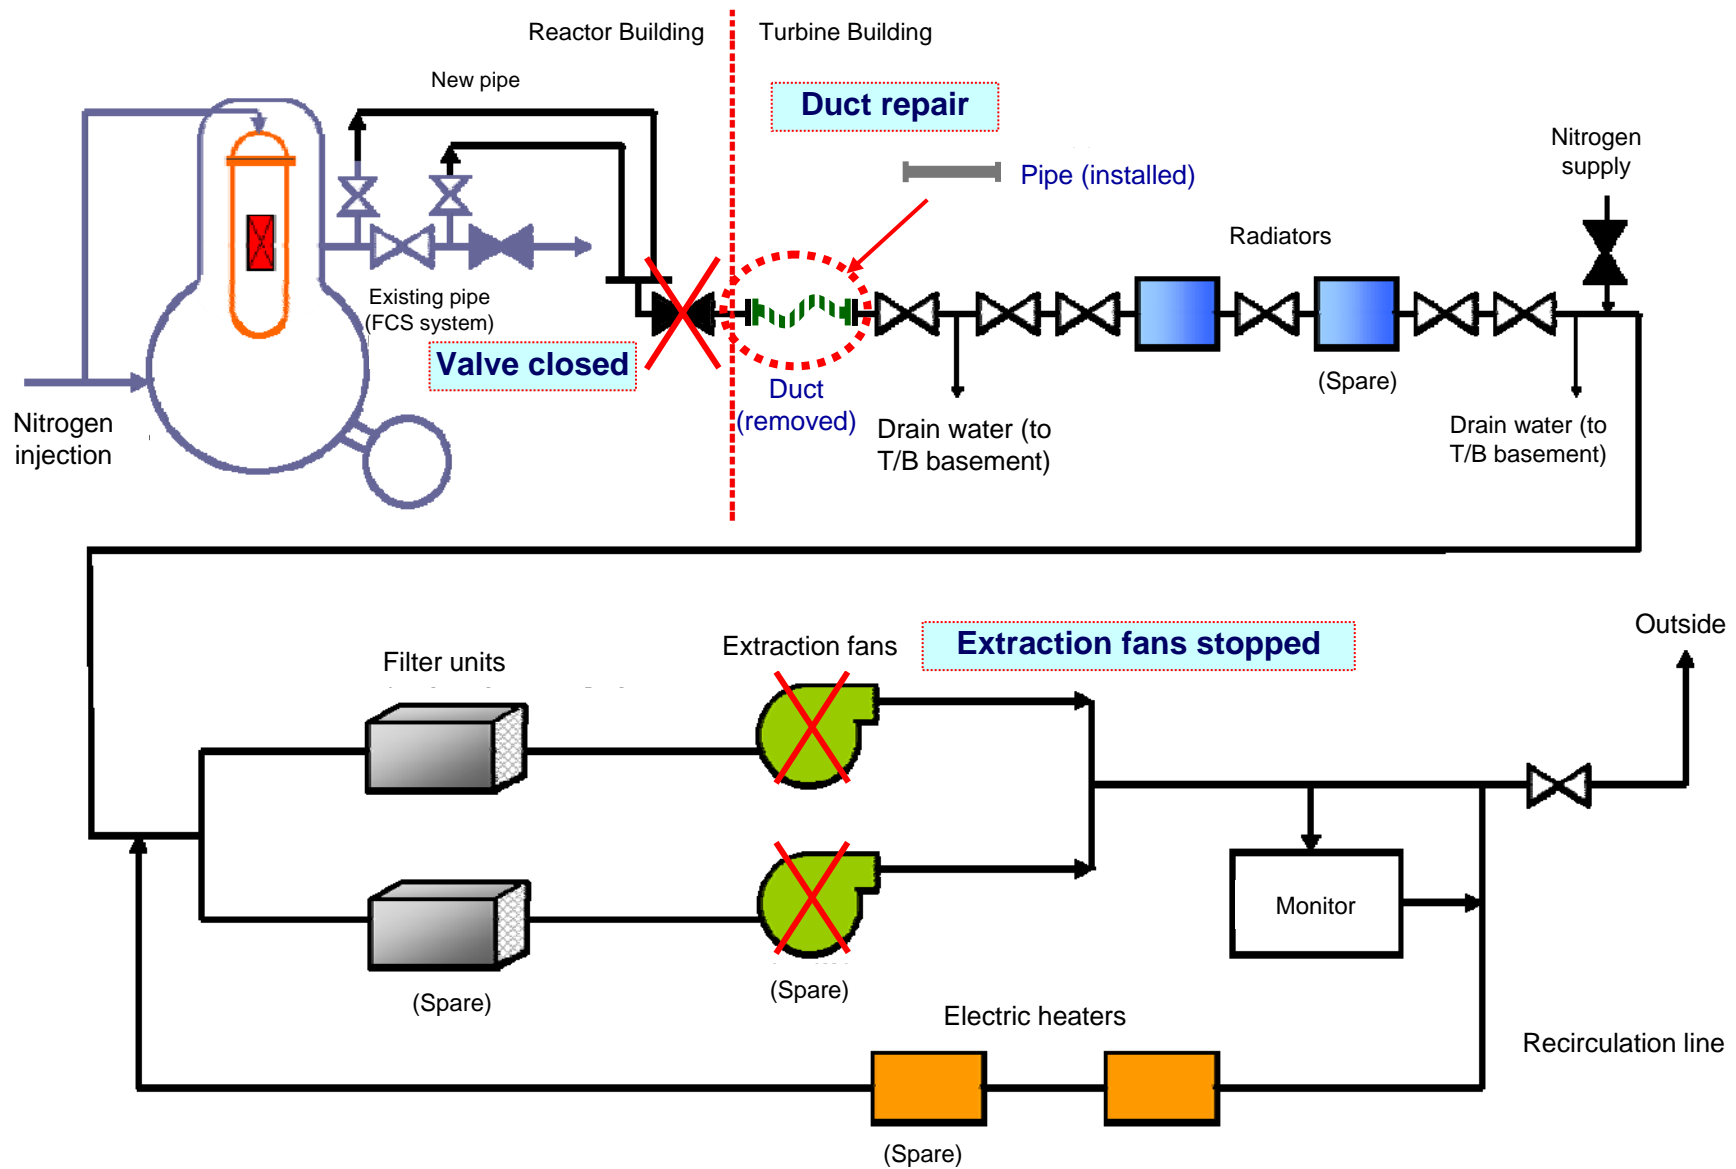 Reactor Building
Turbine Building
New pipe
Duct repair
Nitrogen
supply
Pipe (installed)
Radiators
Existing pipe
(FCS system)
Valve closed
Duct
(removed)
(Spare)
Nitrogen
injection
Drain water (to
T/B basement)
Drain water (to
T/B basement)
Outside
Filter units
Extraction fans
Extraction fans stopped
Monitor
(Spare)
(Spare)
Electric heaters
Recirculation line
(Spare)